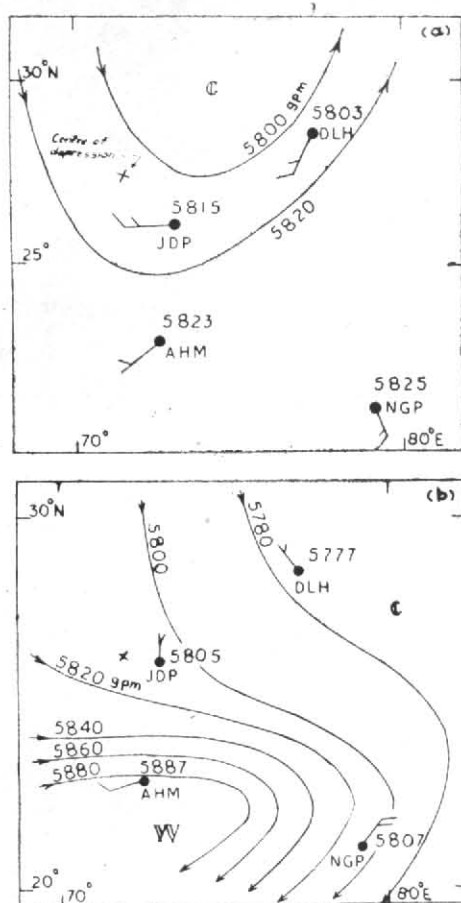 (a)
30°N
ℂ
5800 gpm
5803
DLH
Centre of
depression
5815
JDP
5820
25°
5823
AHM
5825
NGP
70°
80°E
(b)
30°N
5800
5780
5777
DLH
ℂ
5805
JDP
5820 gpm
5840
5860
5880
5887
AHM
W
5807
NGP
20°
70°
80°E